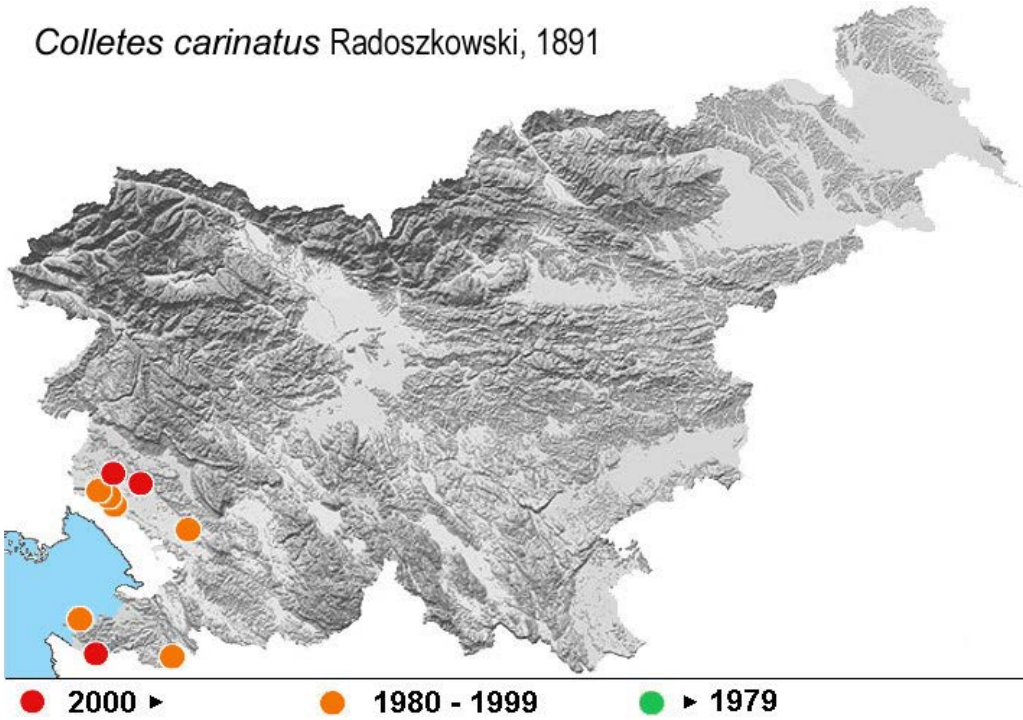 Colletes carinatus Radoszkowski, 1891
2000 ► 1980 - 1999 ► 1979